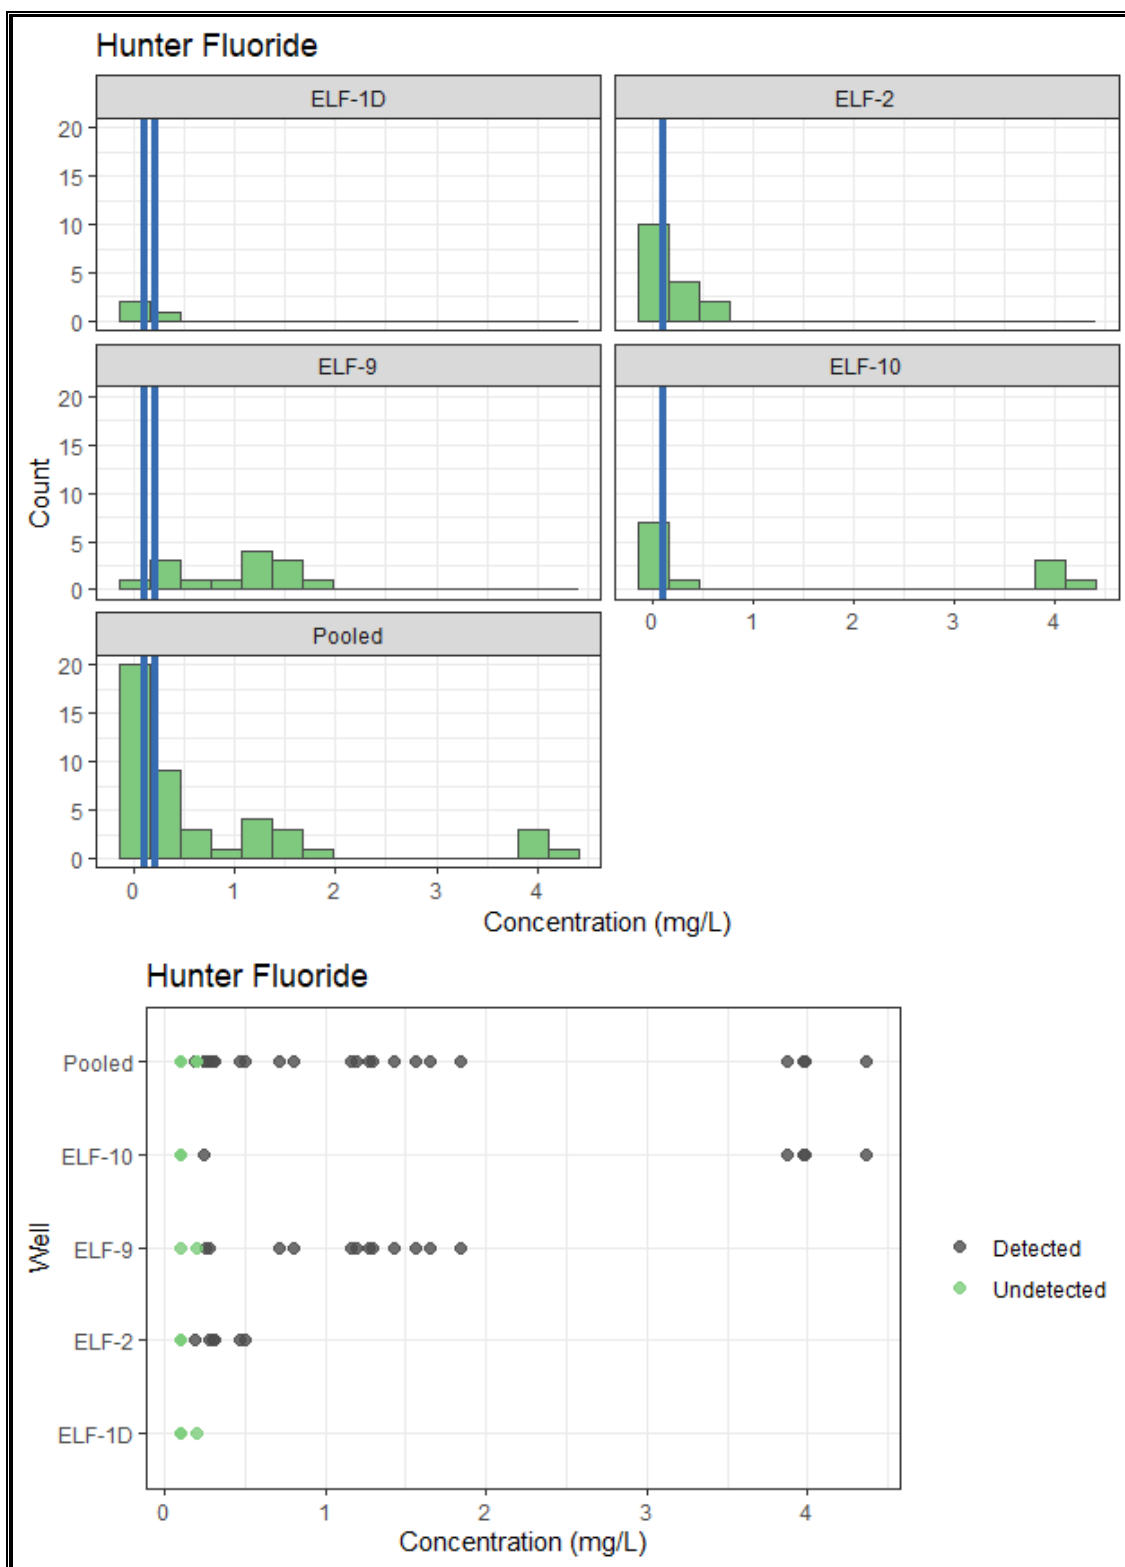 Hunter Fluoride
ELF-1D
ELF-2
20
15
10
5
0
ELF-9
ELF-10
20
15
10
5
0
Count
0 1 2 3 4
Pooled
20
15
10
5
0
0 1 2 3 4
Concentration (mg/L)
Hunter Fluoride
Pooled
ELF-10
ELF-9
ELF-2
ELF-1D
Well
Detected
Undetected
0 1 2 3 4
Concentration (mg/L)